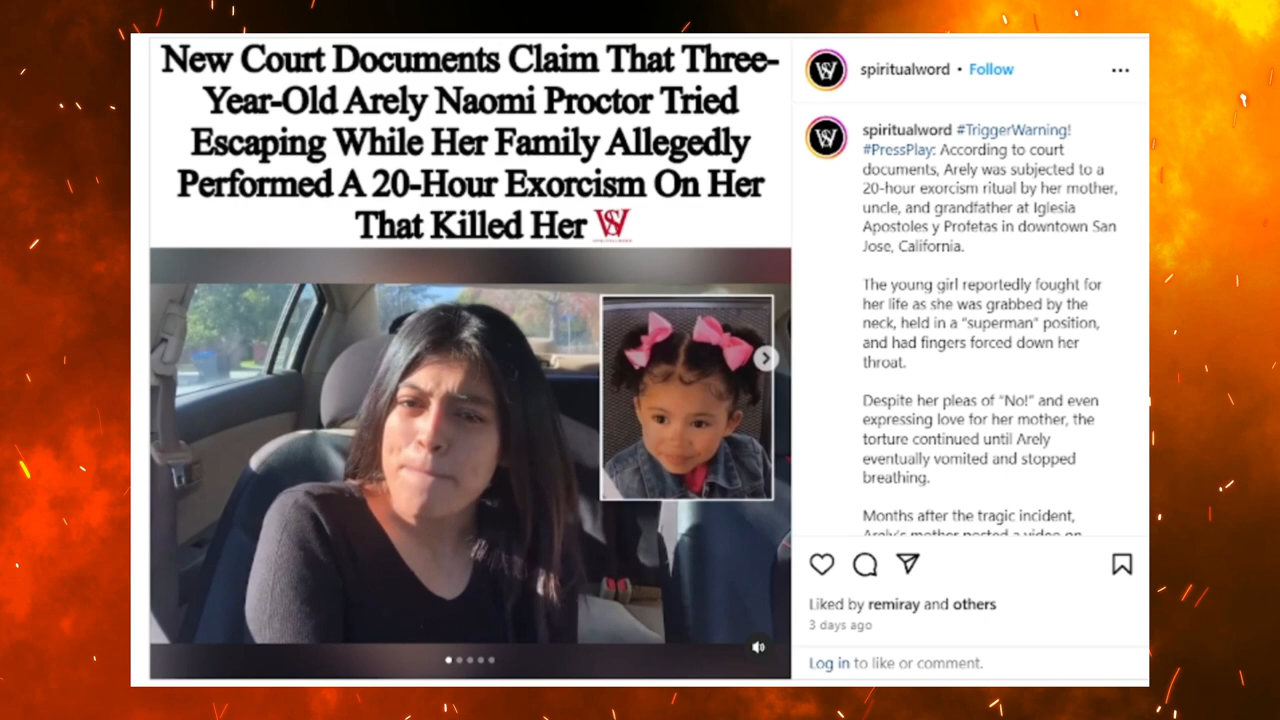 New Court Documents Claim That Three-
Year-Old Arely Naomi Proctor Tried
Escaping While Her Family Allegedly
Performed A 20-Hour Exorcism On Her
That Killed Her
spiritualword • Follow
spiritualword #TriggerWarning!
#PressPlay: According to court
documents, Arely was subjected to a
20-hour exorcism ritual by her mother,
uncle, and grandfather at Iglesia
Apostoles y Profetas in downtown San
Jose, California.
The young girl reportedly fought for
her life as she was grabbed by the
neck, held in a “superman” position,
and had fingers forced down her
throat.
Despite her pleas of “No!” and even
expressing love for her mother, the
torture continued until Arely
eventually vomited and stopped
breathing.
Months after the tragic incident,
Arely's mother posted a video on
Liked by remiray and others
3 days ago
Log in to like or comment.